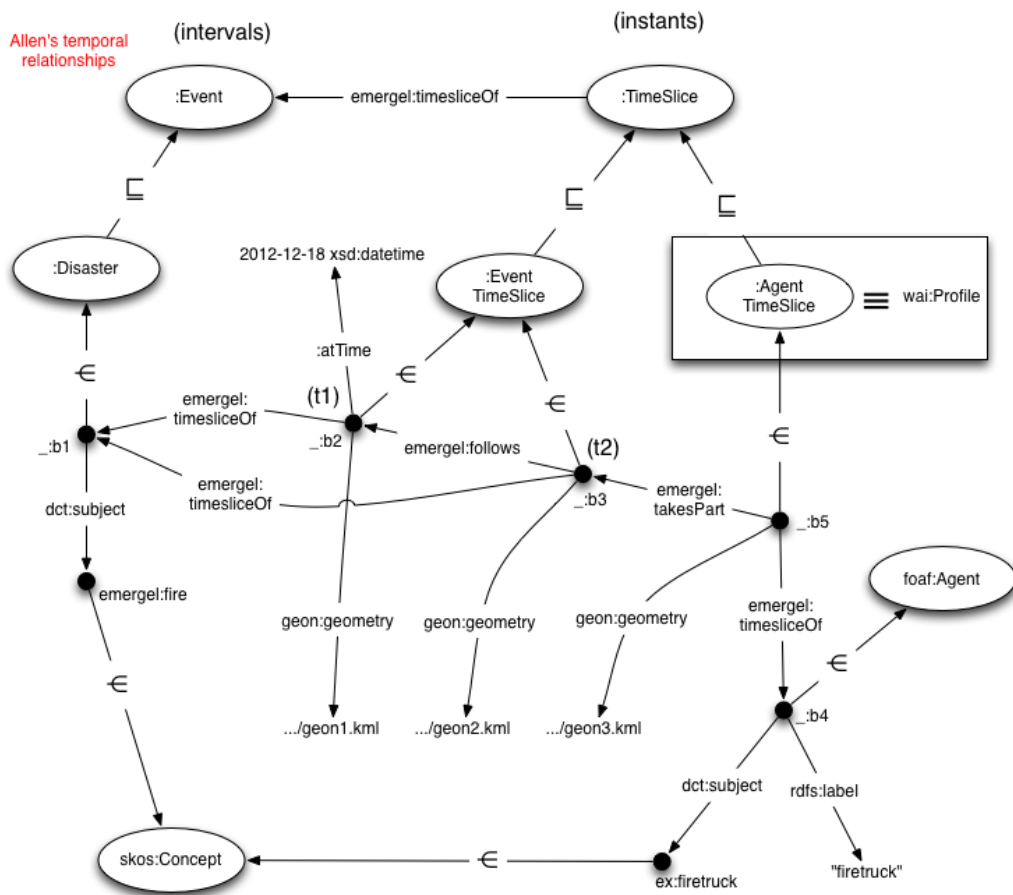 Allen's temporal
relationships
(intervals)
(instants)
:Event
emergel:timesliceOf
:TimeSlice
⊑
⊑
⊑
:Disaster
2012-12-18 xsd:datetime
:Event
TimeSlice
:Agent
TimeSlice
≡
wai:Profile
:atTime
∈
∈
∈
∈
emergel:
timesliceOf
(t1)
_:b1
_:b2
emergel:follows
(t2)
emergel:
timesliceOf
_:b3
emergel:
takesPart
_:b5
dct:subject
emergel:fire
foaf:Agent
geon:geometry
geon:geometry
geon:geometry
emergel:
timesliceOf
∈
∈
_:b4
.../geon1.kml
.../geon2.kml
.../geon3.kml
dct:subject
rdfs:label
skos:Concept
∈
ex:firetruck
"firetruck"